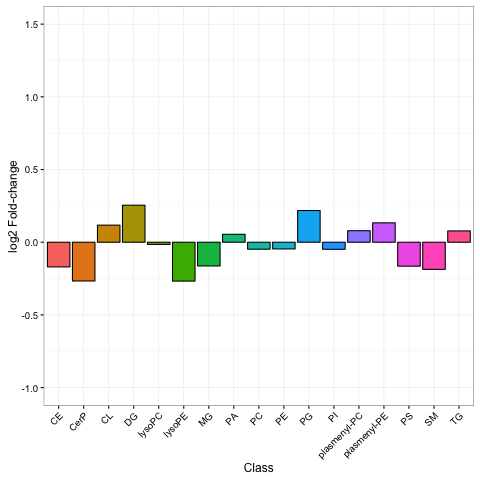 1.5
1.0
0.5
0.0
-0.5
-1.0
log2 Fold-change
CE
CerP
CL
DG
lysoPC
lysoPE
MG
PA
PC
PE
PG
PI
plasmenyl-PC
plasmenyl-PE
PS
SM
TG
Class